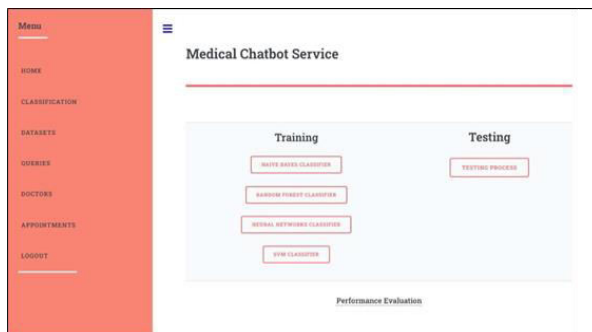 Menu
HOME
CLASSIFICATION
DATASETS
QUERIES
DOCTORS
APPOINTMENTS
LOGOUT
Medical Chatbot Service
Training
NAIVE BAYES CLASSIFIER
RANDOM FOREST CLASSIFIER
NEURAL NETWORKS CLASSIFIER
SVM CLASSIFIER
Testing
TESTING PROCESS
Performance Evaluation